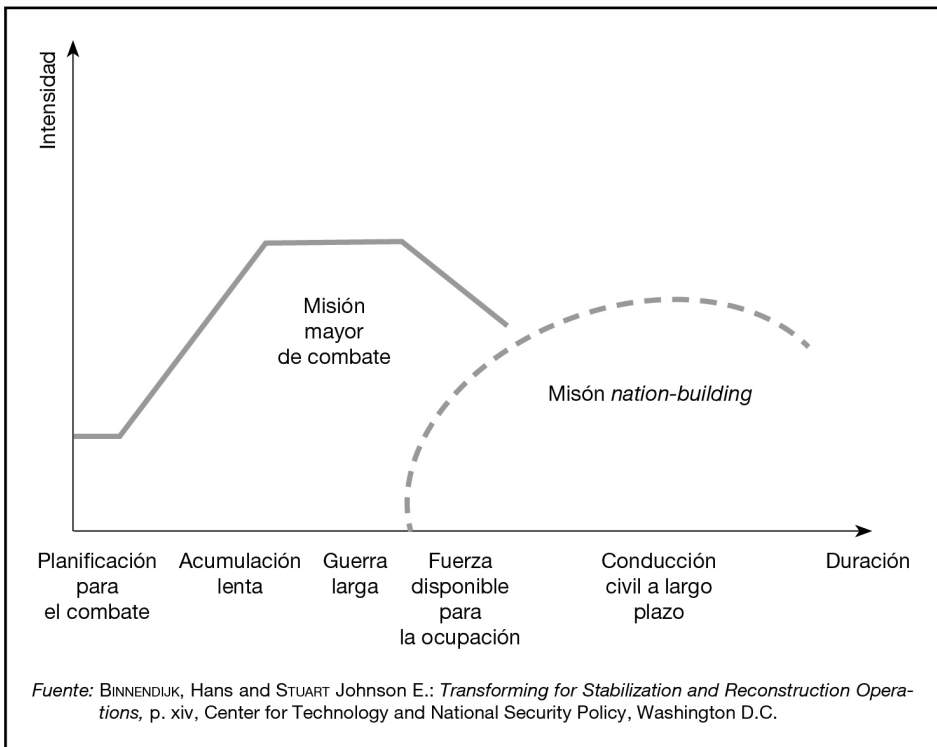 Intensidad
Misión
mayor
de combate
Misón nation-building
Planificación
para
el combate
Acumulación
lenta
Guerra
larga
Fuerza
disponible
para
la ocupación
Conducción
civil a largo
plazo
Duración
Fuente: BINNENDIJK, Hans and STUART Johnson E.: Transforming for Stabilization and Reconstruction Opera-
tions, p. xiv, Center for Technology and National Security Policy, Washington D.C.